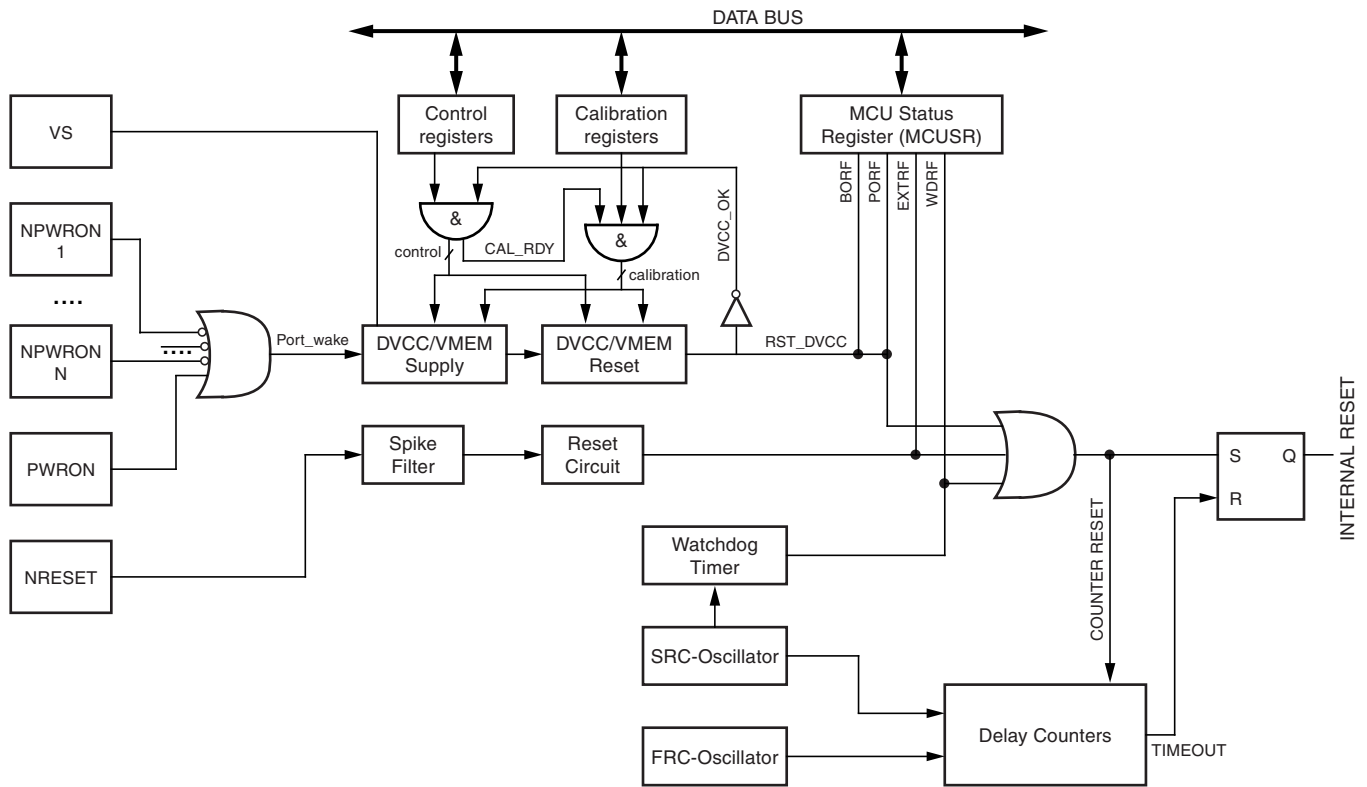 DATA BUS
VS
Control
registers
Calibration
registers
MCU Status
Register (MCUSR)
BORF
PORF
EXTRF
WDRF
DVCC_OK
&
&
NPWRON
1
control
CAL_RDY
calibration
....
....
NPWRON
N
Port_wake
DVCC/VMEM
Supply
DVCC/VMEM
Reset
RST_DVCC
PWRON
Spike
Filter
Reset
Circuit
S
Q
R
INTERNAL RESET
NRESET
Watchdog
Timer
COUNTER RESET
SRC-Oscillator
FRC-Oscillator
Delay Counters
TIMEOUT